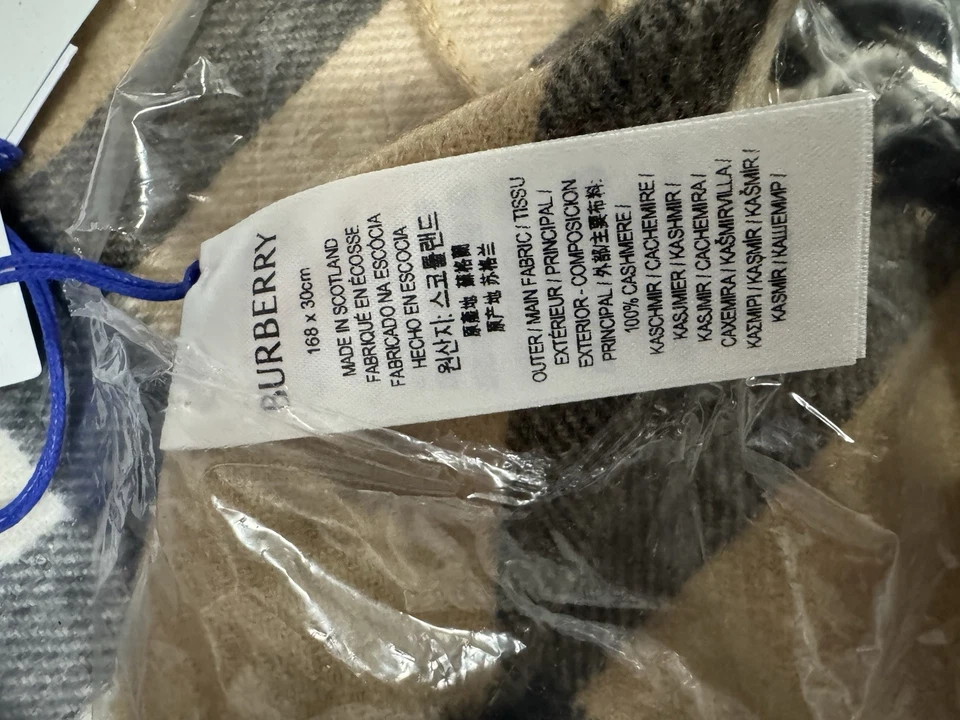 BURBERRY
168 x 30cm
MADE IN SCOTLAND
FABRIQUÉ EN ÉCOSSE
FABRICADO NA ESCÓCIA
HECHO EN ESCOCIA
원산지: 스코틀랜드
原產地 蘇格蘭
原产地 苏格兰
OUTER / MAIN FABRIC / TISSU
EXTÉRIEUR / PRINCIPAL /
EXTERIOR - COMPOSICION
PRINCIPAL / 外部主要布料:
100% CASHMERE /
KASCHMIR / CACHEMIRE /
KASJMIER / KASHMIR /
KAŠMIR / CACHEMIRA /
CAXEMIRA / KAŠMIRVILLA /
ΚΑΣΜΙΡΙ / KAŞMİR / KAŠMÍR /
KASMÍR / КАШЕМИР /